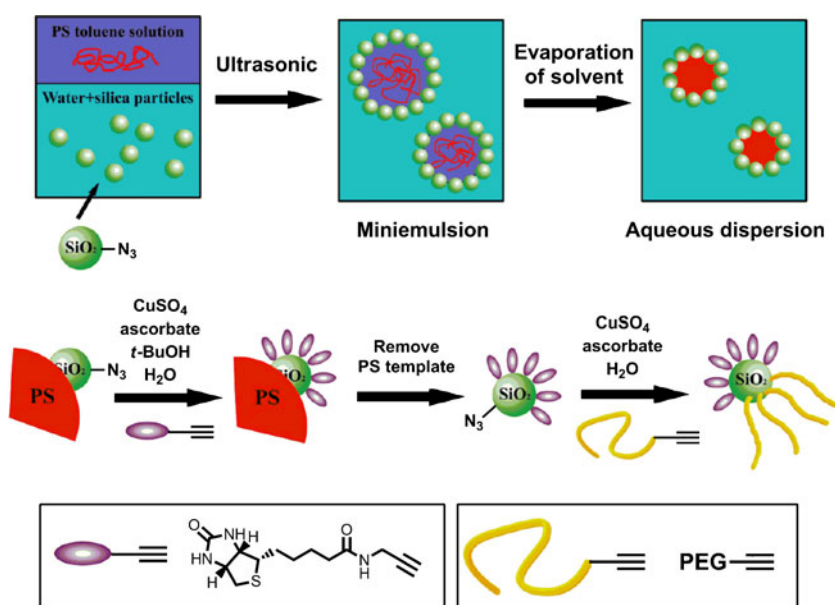 PS toluene solution
Water+silica particles
SiO₂
N₃
Ultrasonic
Miniemulsion
Evaporation
of solvent
Aqueous dispersion
PS
SiO₂
N₃
CuSO₄
ascorbate
t-BuOH
H₂O
PS
SiO₂
Remove
PS template
SiO₂
N₃
CuSO₄
ascorbate
H₂O
SiO₂
O
HN
NH
H
H
S
O
N
H
PEG